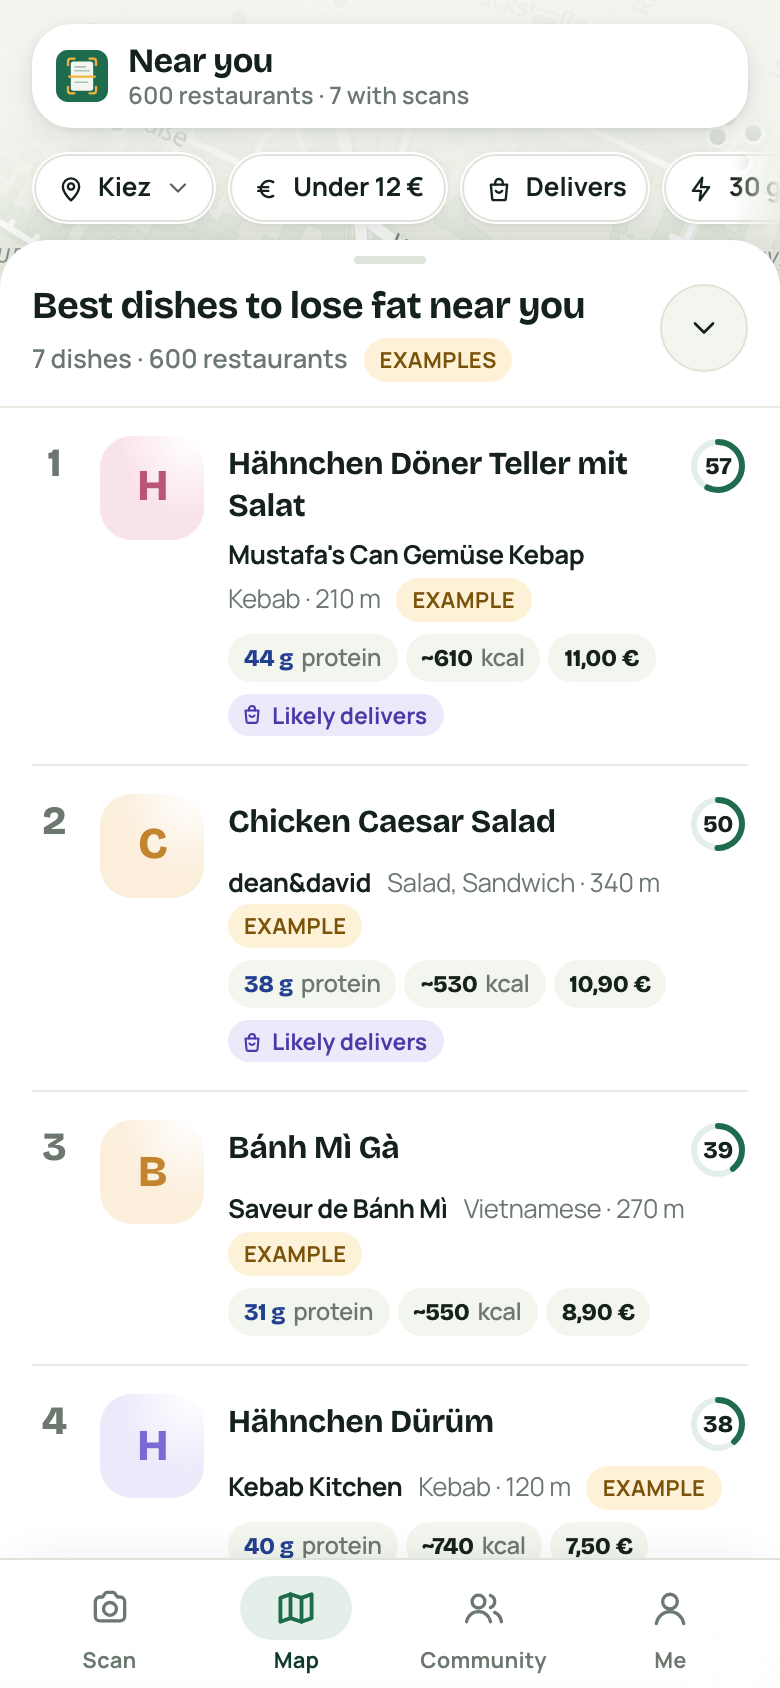 Near you
600 restaurants · 7 with scans
Kiez
€ Under 12 €
Delivers
30 g
Best dishes to lose fat near you
7 dishes · 600 restaurants EXAMPLES
1
H
Hähnchen Döner Teller mit
Salat
57
Mustafa's Can Gemüse Kebap
Kebab · 210 m EXAMPLE
44 g protein ~610 kcal 11,00 €
Likely delivers
2
C
Chicken Caesar Salad
50
dean&david Salad, Sandwich · 340 m
EXAMPLE
38 g protein ~530 kcal 10,90 €
Likely delivers
3
B
Bánh Mì Gà
39
Saveur de Bánh Mì Vietnamese · 270 m
EXAMPLE
31 g protein ~550 kcal 8,90 €
4
H
Hähnchen Dürüm
38
Kebab Kitchen Kebab · 120 m EXAMPLE
40 g protein ~740 kcal 7,50 €
Scan
Map
Community
Me